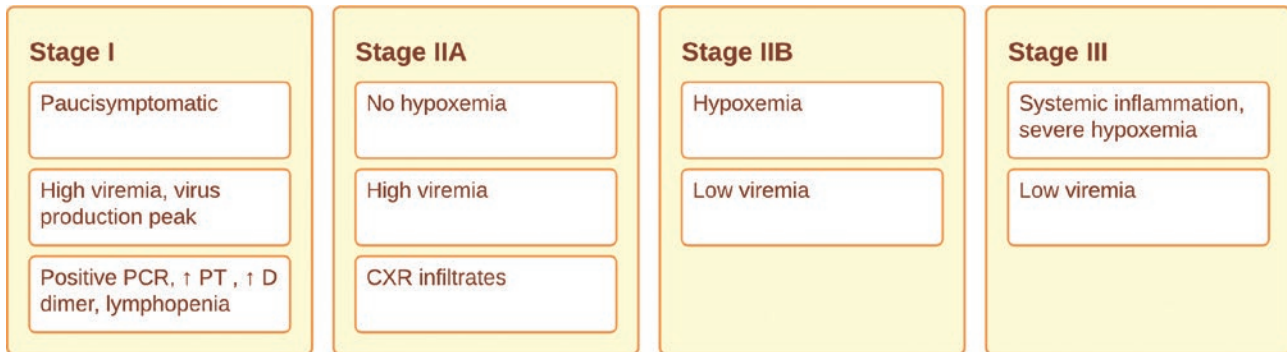 Stage I
Paucisymptomatic
High viremia, virus
production peak
Positive PCR, ↑ PT , ↑ D
dimer, lymphopenia
Stage IIA
No hypoxemia
High viremia
CXR infiltrates
Stage IIB
Hypoxemia
Low viremia
Stage III
Systemic inflammation,
severe hypoxemia
Low viremia